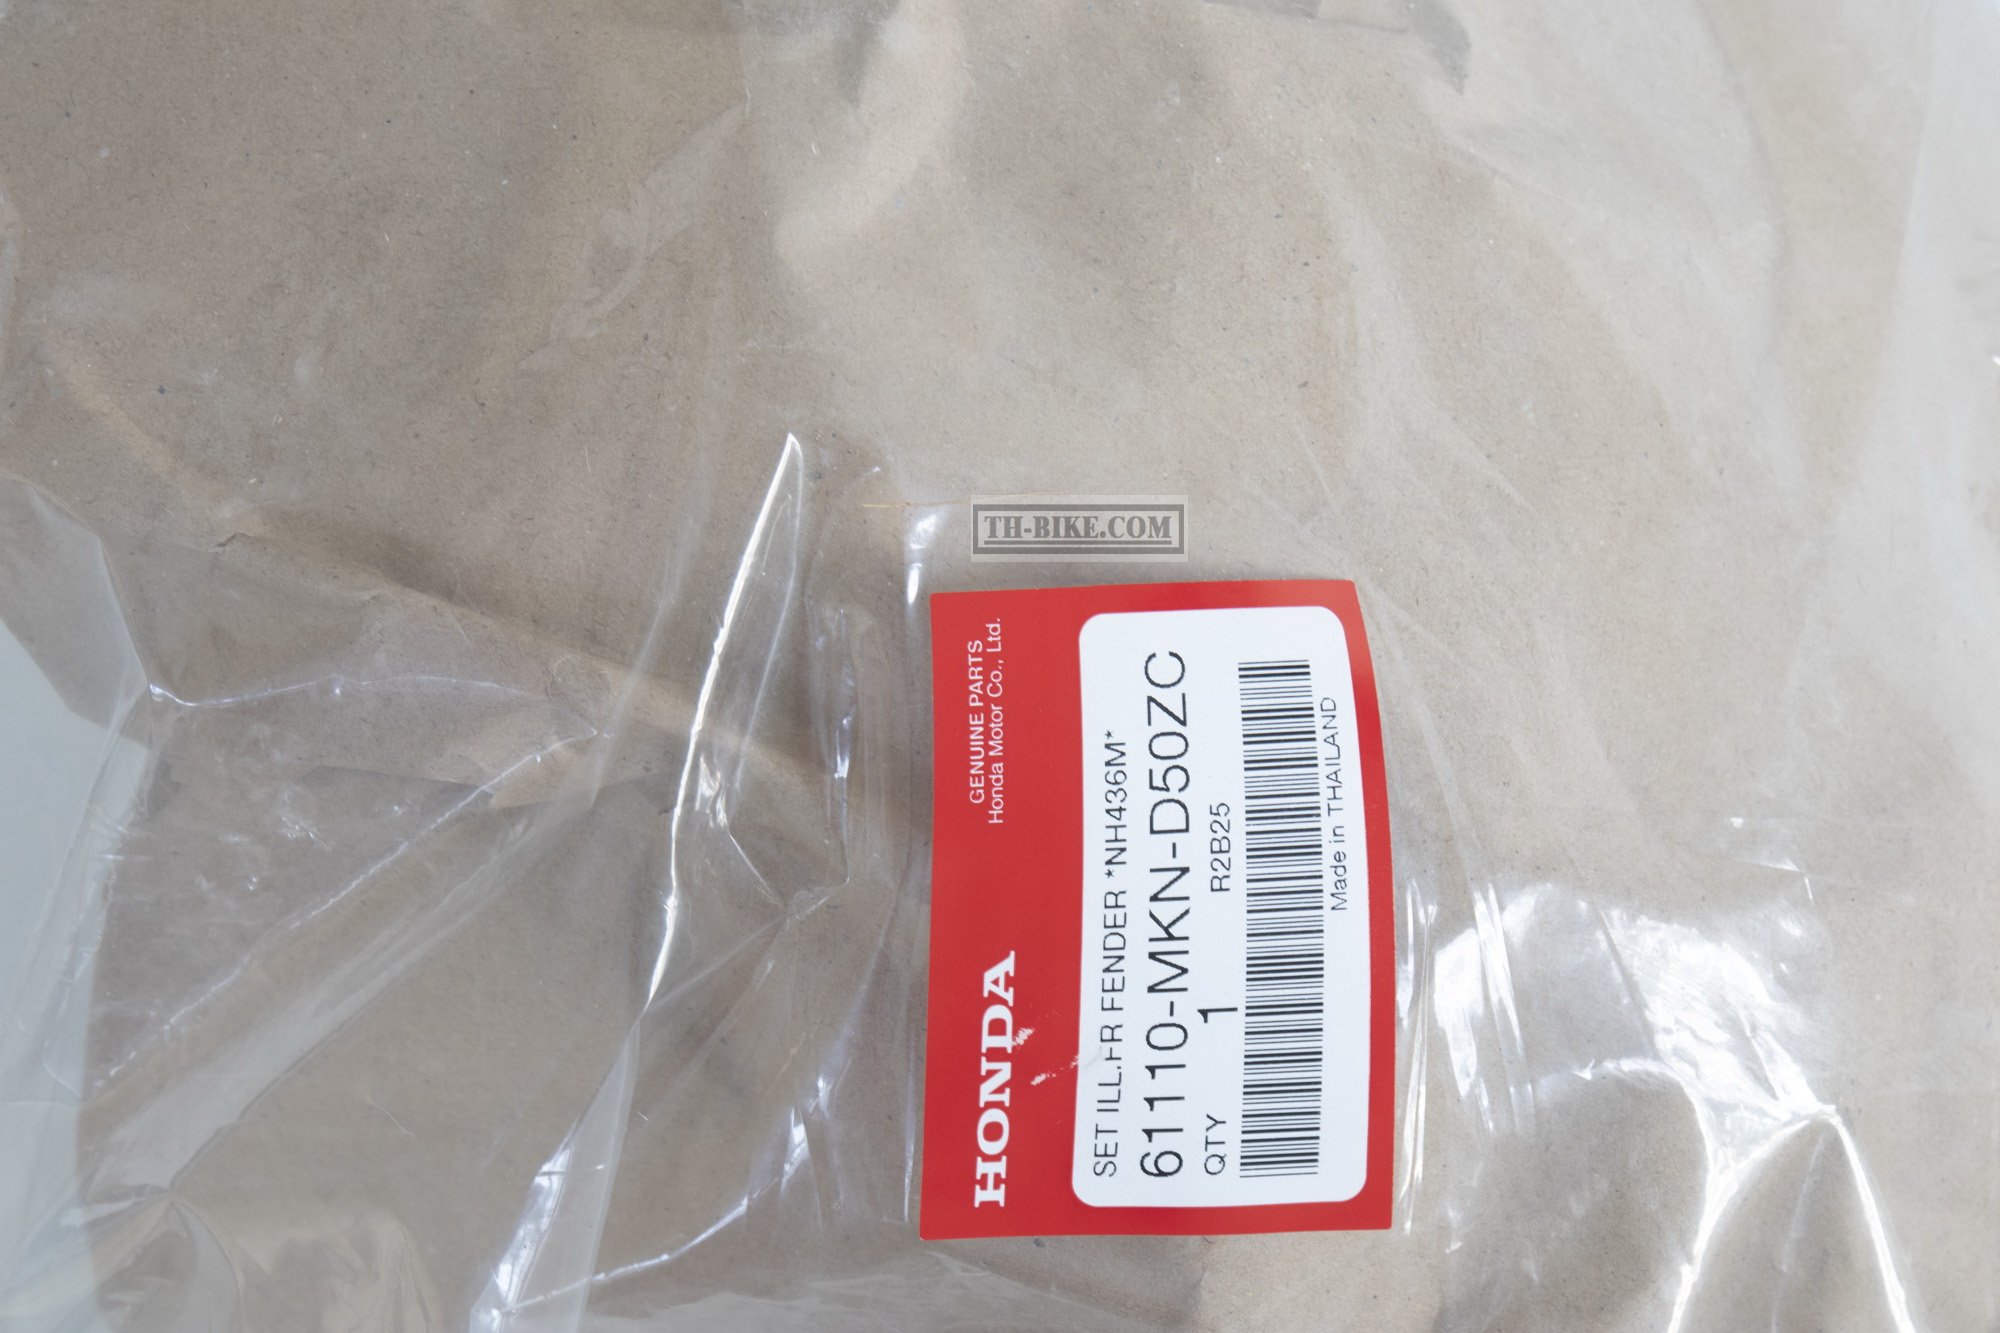 TH-BIKE.COM
HONDA
GENUINE PARTS
Honda Motor Co., Ltd.
SET ILL.FR FENDER *NH436M*
61110-MKN-D50ZC
QTY 1 R2B25
Made in THAILAND